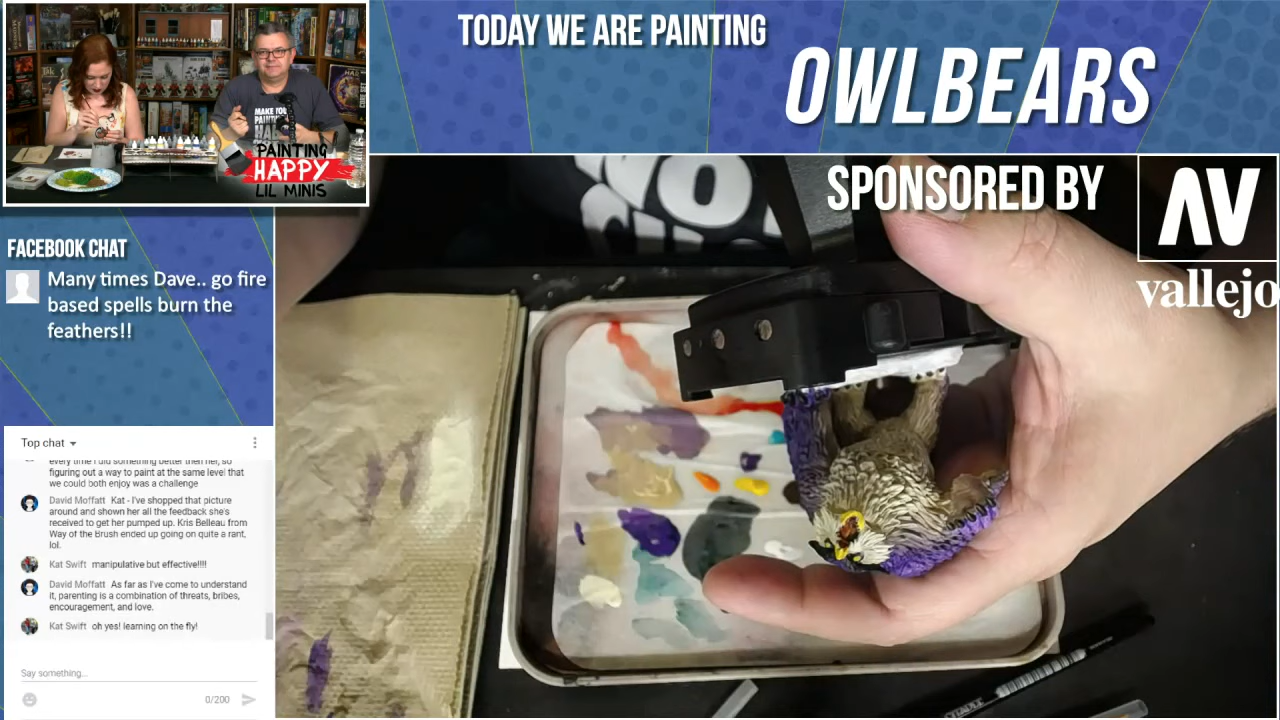 TODAY WE ARE PAINTING
OWLBEARS
SPONSORED BY
AV
vallejo
MAKE YOU
PAINTIN
PAINTING
HAPPY
LIL MINIS
FACEBOOK CHAT
Many times Dave.. go fire
based spells burn the
feathers!!
Top chat
every time I did something better then her, so
figuring out a way to paint at the same level that
we could both enjoy was a challenge
David Moffatt Kat - I've shopped that picture
around and shown her all the feedback she's
received to get her pumped up. Kris Belleau from
Way of the Brush ended up going on quite a rant,
lol.
Kat Swift manipulative but effective!!!!
David Moffatt As far as I've come to understand
it, parenting is a combination of threats, bribes,
encouragement, and love.
Kat Swift oh yes! learning on the fly!
Say something...
0/200